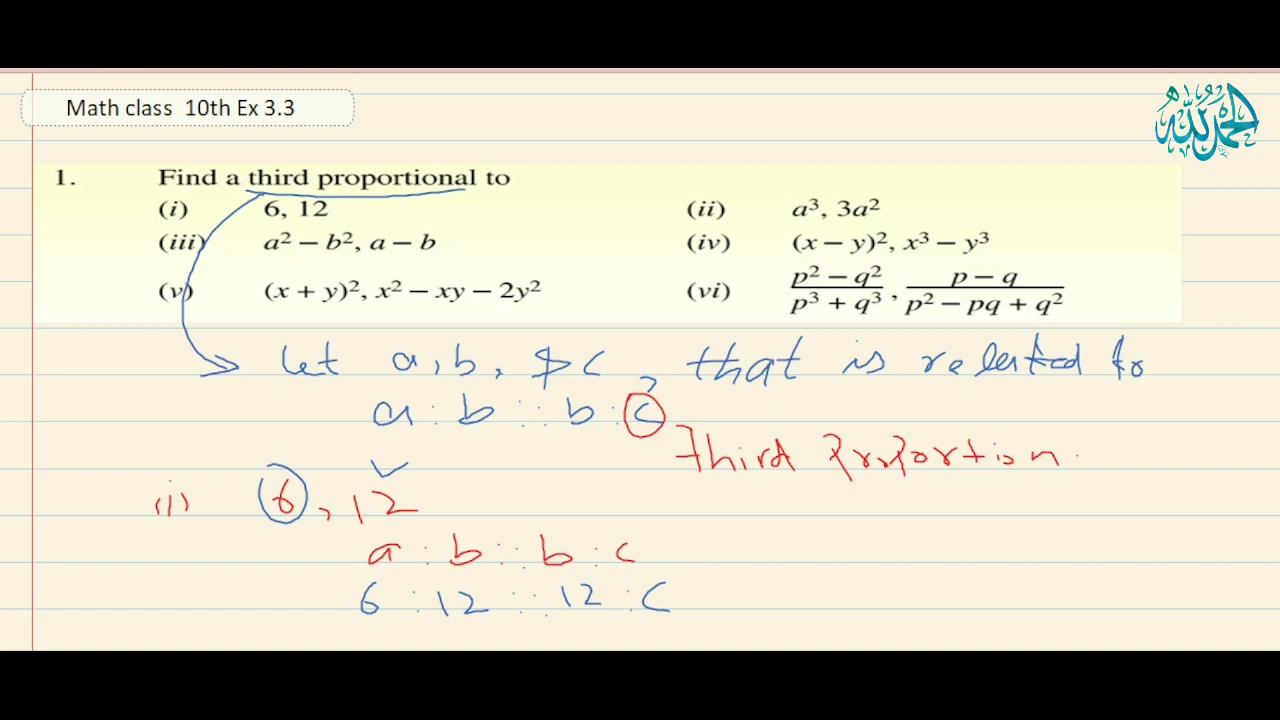 Math class 10th Ex 3.3
الحمد لله
1. Find a third proportional to
(i) 6, 12 (ii) a³, 3a²
(iii) a² – b², a – b (iv) (x – y)², x³ – y³
(v) (x + y)², x² – xy – 2y² (vi) p² – q² / p³ + q³ , p – q / p² – pq + q²
Let a, b, & c, that is related to
a : b :: b : c
Third Proportion.
(i) 6, 12
a : b :: b : c
6 : 12 :: 12 : c